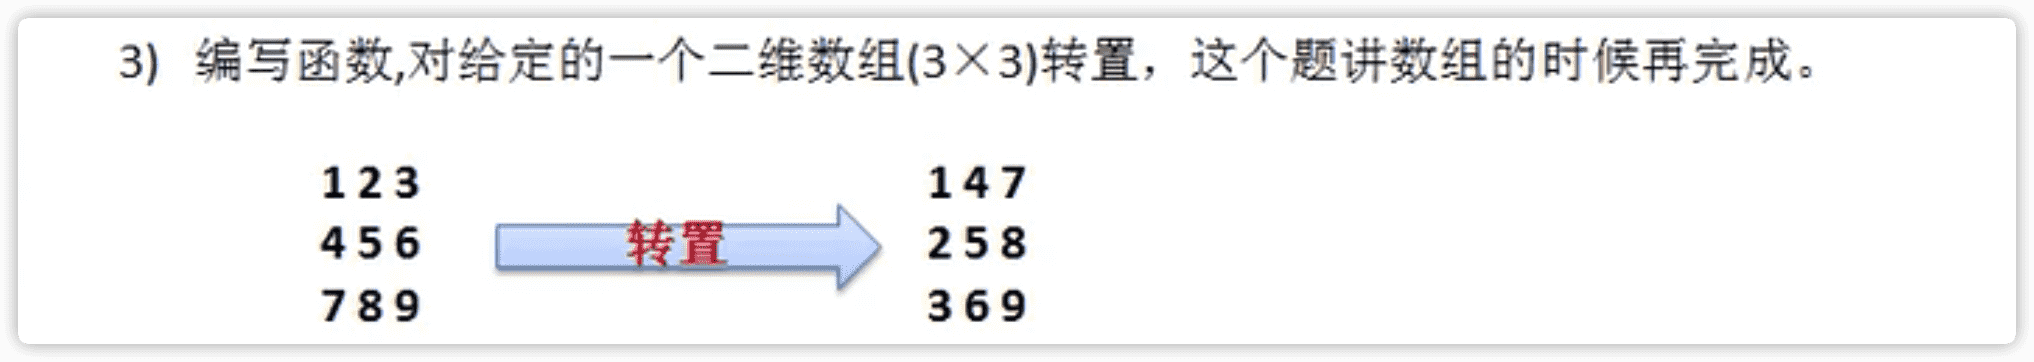 3) 编写函数,对给定的一个二维数组(3×3)转置，这个题讲数组的时候再完成。
1 2 3 1 4 7
4 5 6 转置 2 5 8
7 8 9 3 6 9